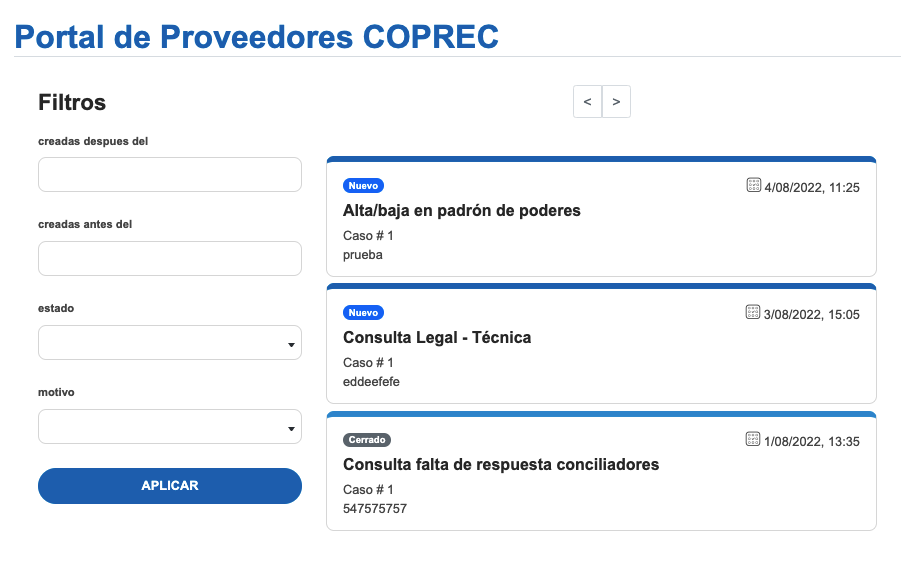 Portal de Proveedores COPREC
Filtros
creadas despues del
creadas antes del
estado
motivo
APLICAR
< >
Nuevo
4/08/2022, 11:25
Alta/baja en padrón de poderes
Caso # 1
prueba
Nuevo
3/08/2022, 15:05
Consulta Legal - Técnica
Caso # 1
eddeefefe
Cerrado
1/08/2022, 13:35
Consulta falta de respuesta conciliadores
Caso # 1
547575757